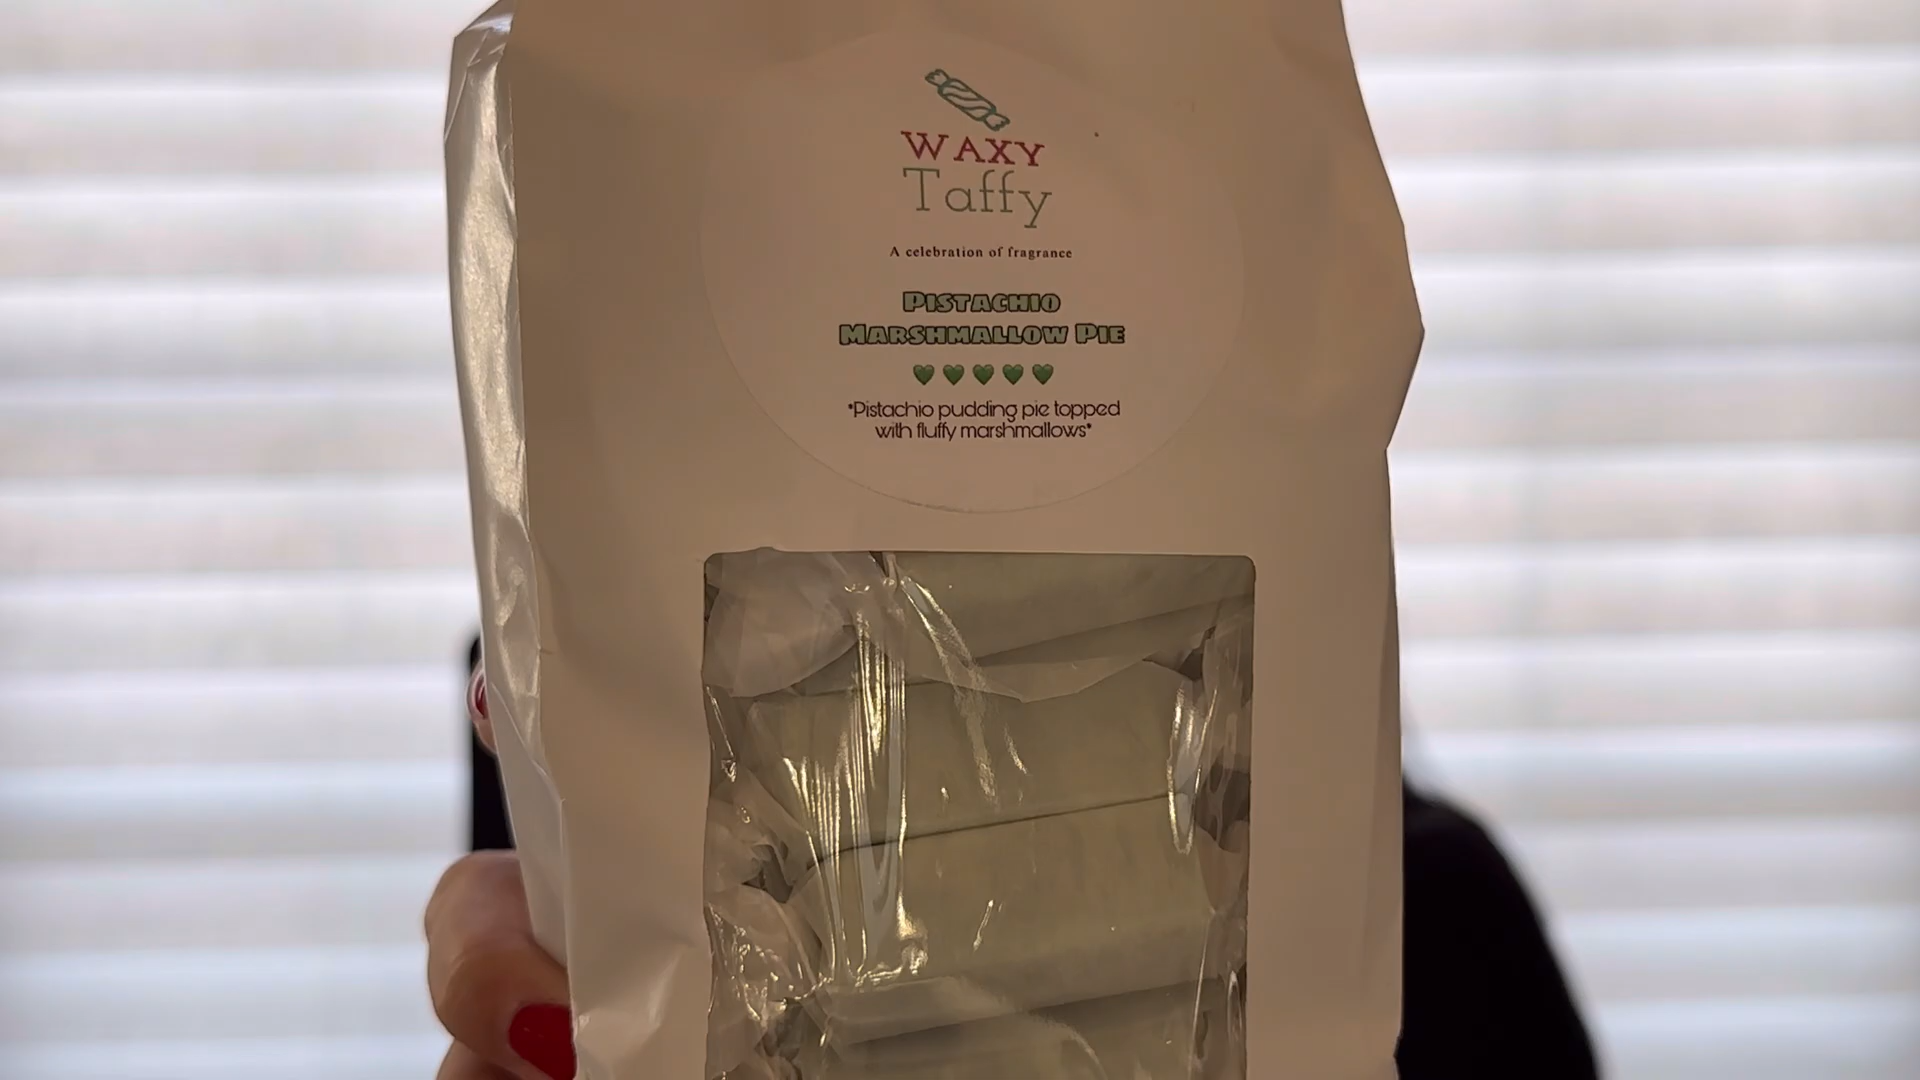 WAXY
Taffy
A celebration of fragrance
PISTACHIO
MARSHMALLOW PIE
💚💚💚💚💚
*Pistachio pudding pie topped
with fluffy marshmallows*